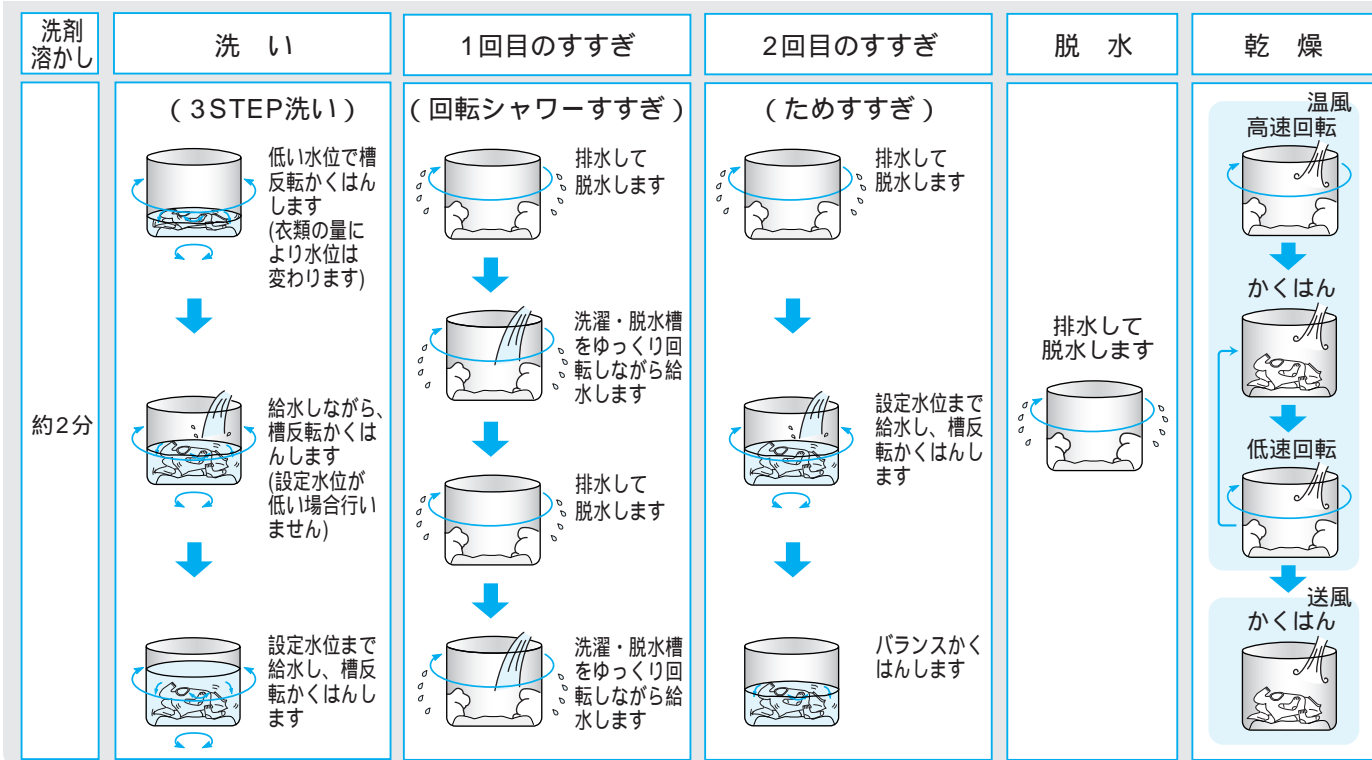 洗剤
溶かし
洗　い
1回目のすすぎ
2回目のすすぎ
脱　水
乾　燥
約2分
(3STEP洗い)
低い水位で槽
反転かくはん
します
(衣類の量に
より水位は
変わります)
給水しながら、
槽反転かくは
んします
(設定水位が
低い場合行い
ません)
設定水位まで
給水し、槽反
転かくはんし
ます
(回転シャワーすすぎ)
排水して
脱水します
洗濯・脱水槽
をゆっくり回
転しながら給
水します
排水して
脱水します
洗濯・脱水槽
をゆっくり回
転しながら給
水します
(ためすすぎ)
排水して
脱水します
設定水位まで
給水し、槽反
転かくはんし
ます
バランスかく
はんします
排水して
脱水します
温風
高速回転
かくはん
低速回転
送風
かくはん